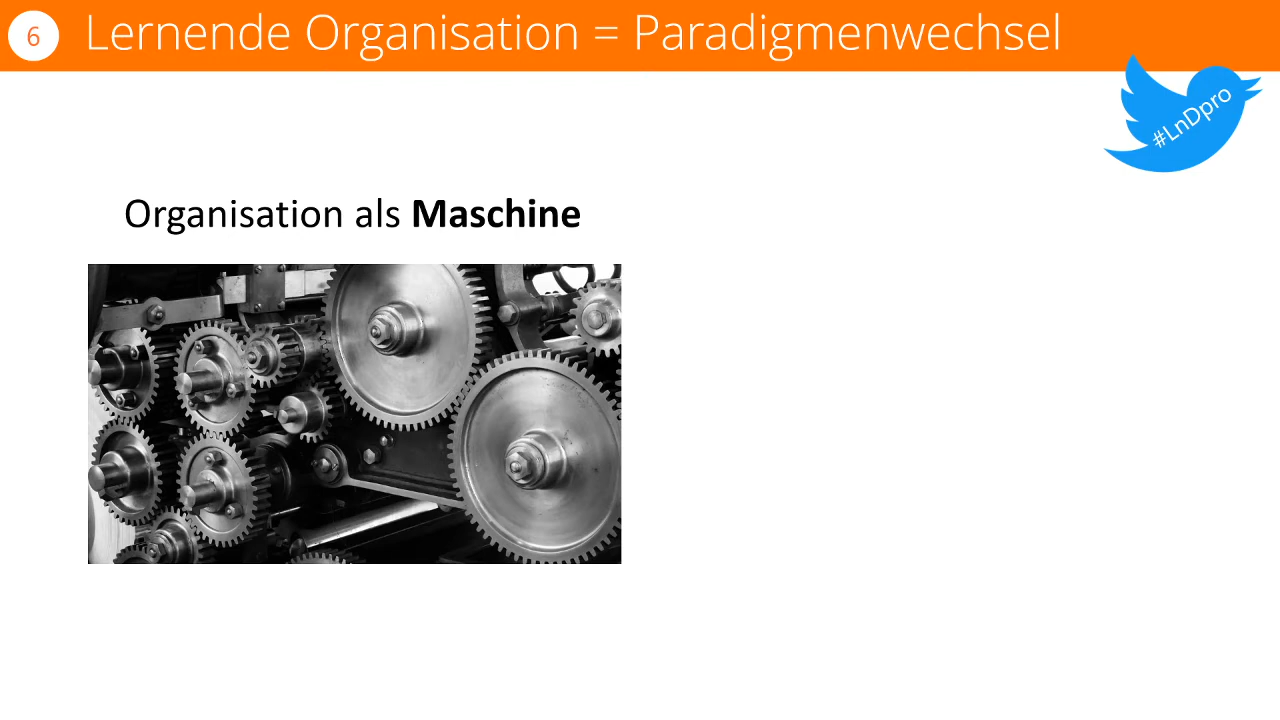 6
Lernende Organisation = Paradigmenwechsel
#LnDpro
Organisation als Maschine